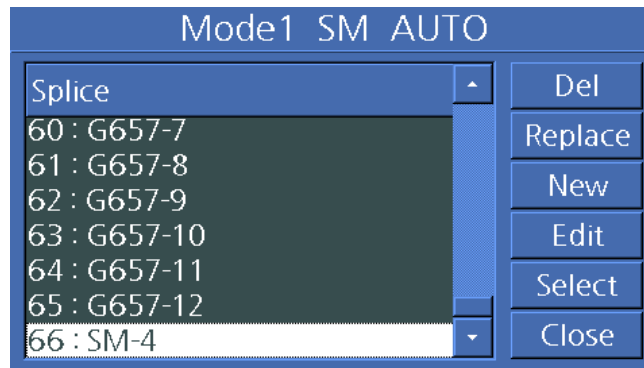 Mode1 SM AUTO
Splice
60 : G657-7
61 : G657-8
62 : G657-9
63 : G657-10
64 : G657-11
65 : G657-12
66 : SM-4
Del
Replace
New
Edit
Select
Close